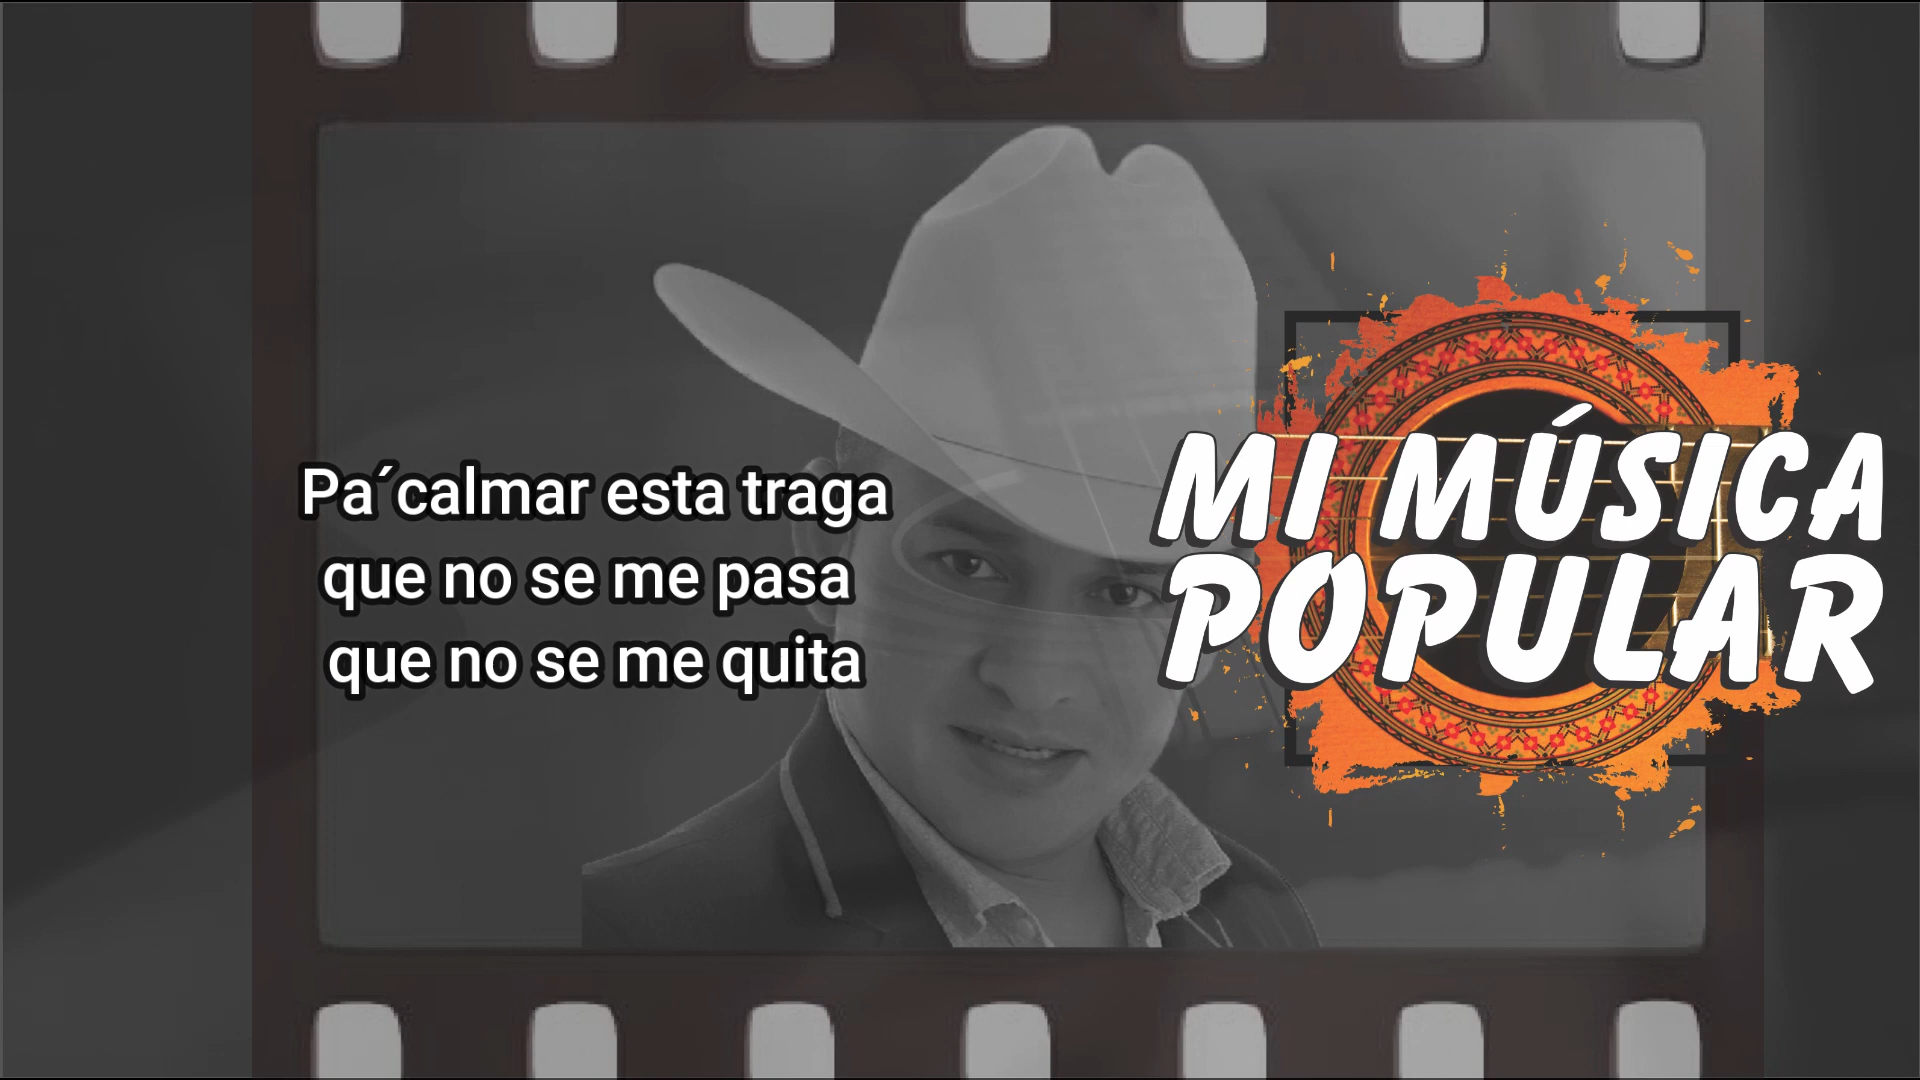 Pa´calmar esta traga
que no se me pasa
que no se me quita
MI MÚSICA
POPULAR